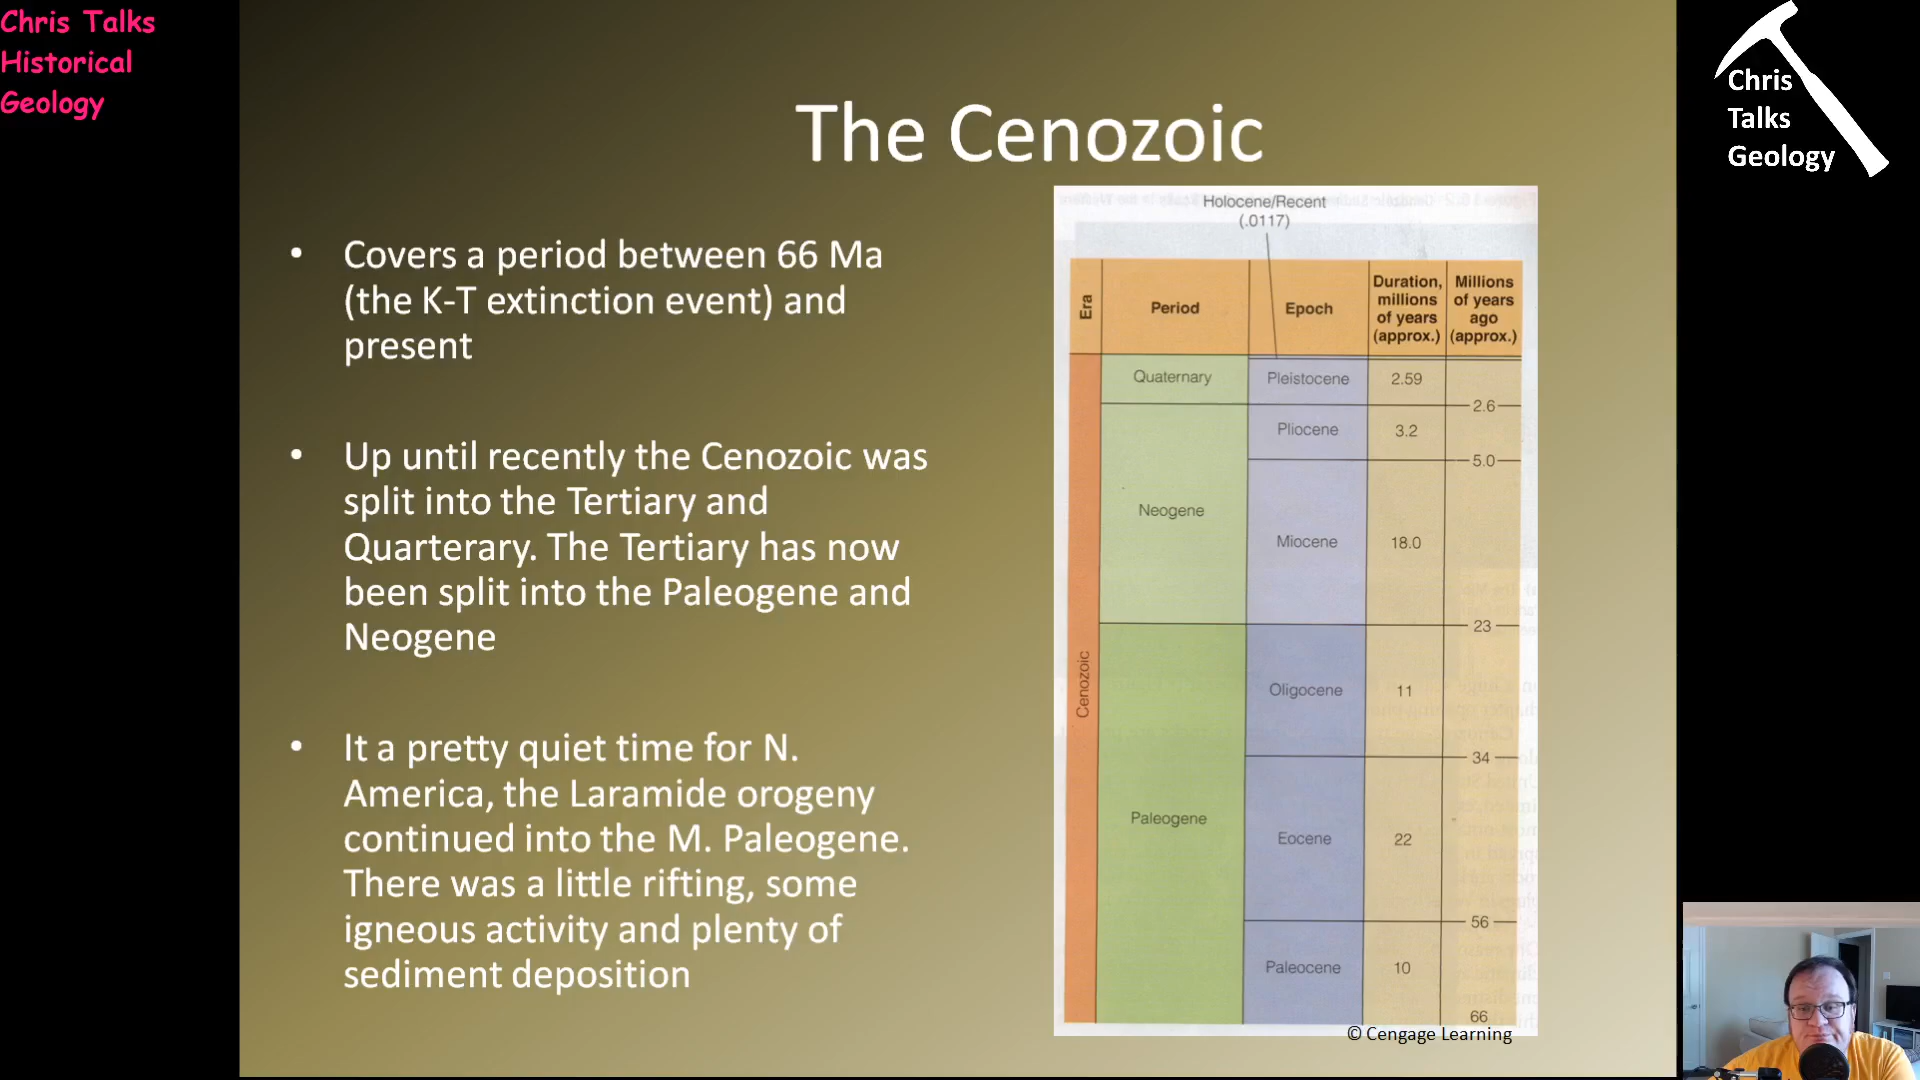 Chris Talks
Historical
Geology
Chris
Talks
Geology
The Cenozoic
• Covers a period between 66 Ma
(the K-T extinction event) and
present
• Up until recently the Cenozoic was
split into the Tertiary and
Quarterary. The Tertiary has now
been split into the Paleogene and
Neogene
• It a pretty quiet time for N.
America, the Laramide orogeny
continued into the M. Paleogene.
There was a little rifting, some
igneous activity and plenty of
sediment deposition
Holocene/Recent
(.0117)
Era
Period
Epoch
Duration,
millions
of years
(approx.)
Millions
of years
ago
(approx.)
Cenozoic
Quaternary
Pleistocene
2.59
2.6
Neogene
Pliocene
3.2
5.0
Miocene
18.0
23
Paleogene
Oligocene
11
34
Eocene
22
56
Paleocene
10
66
© Cengage Learning